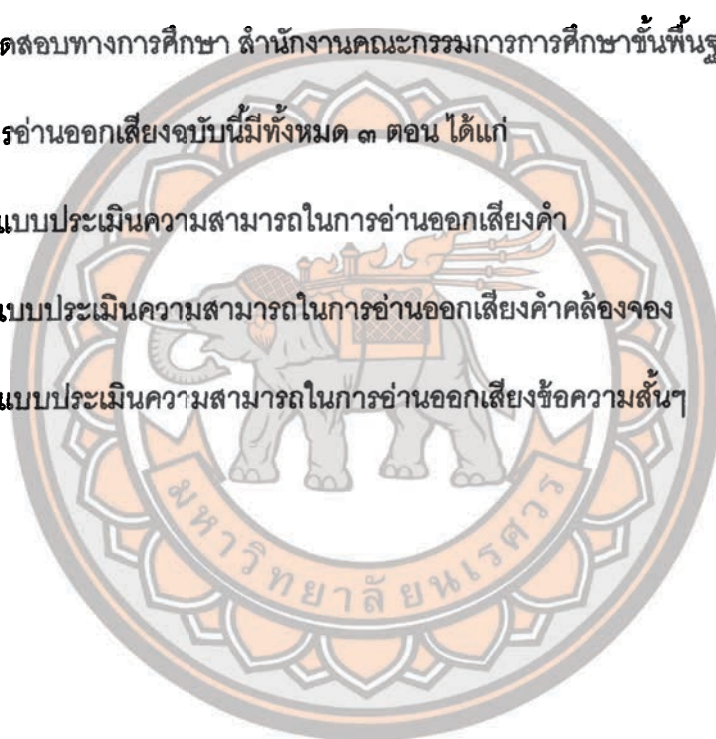 ดสอบทางการศึกษา สำนักงานคณะกรรมการการศึกษาขั้นพื้นฐ
รอ่านออกเสียงฉบับนี้มีทั้งหมด ๓ ตอน ได้แก่
แบบประเมินความสามารถในการอ่านออกเสียงคำ
แบบประเมินความสามารถในการอ่านออกเสียงคำคล้องจอง
แบบประเมินความสามารถในการอ่านออกเสียงข้อความสั้นๆ
มหาวิทยาลัยนเรศวร